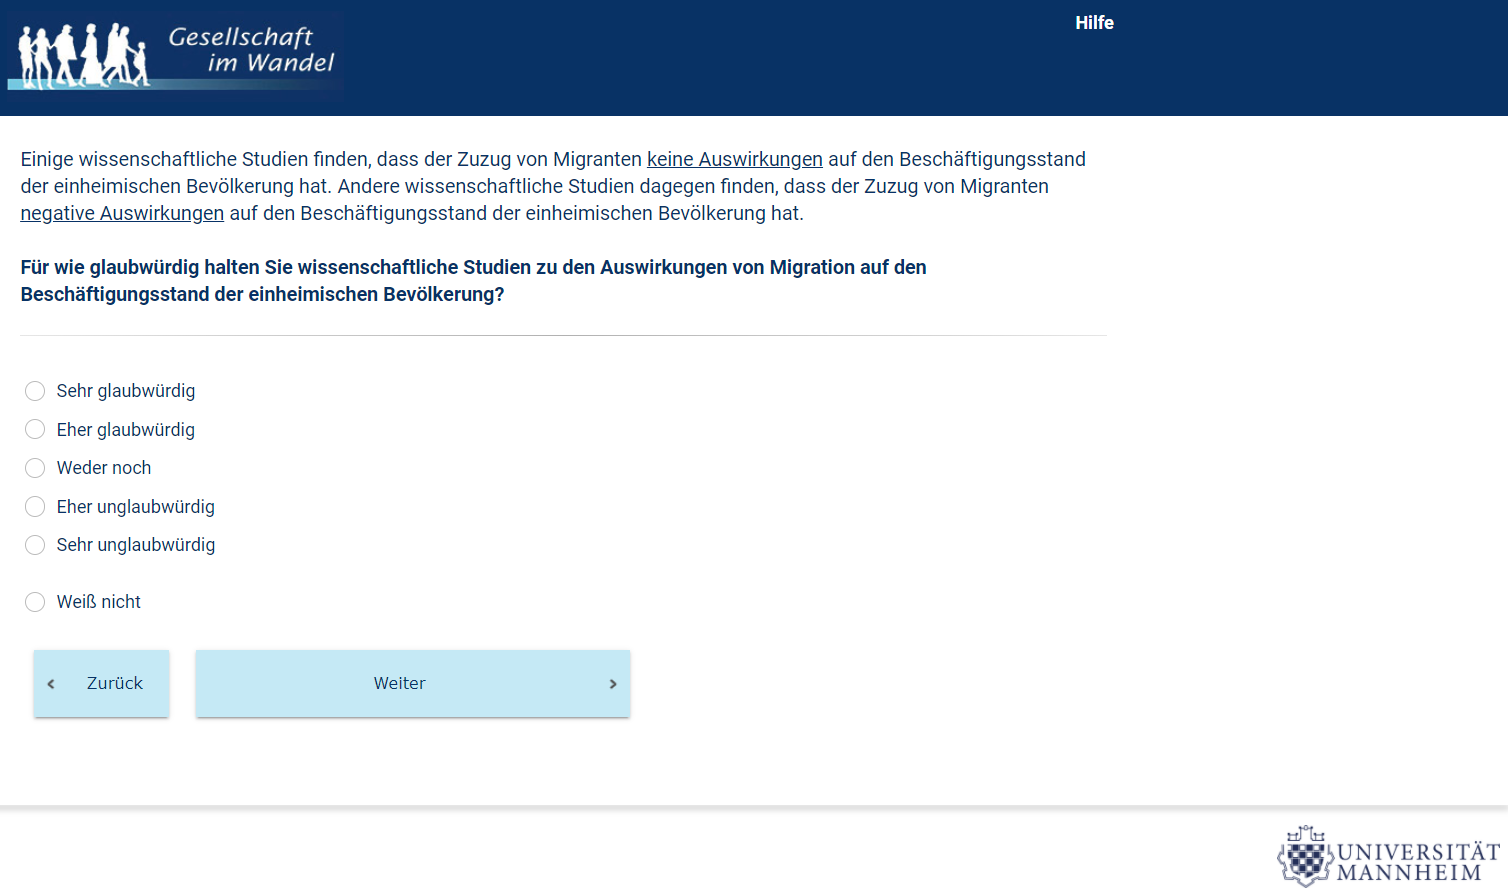 Gesellschaft
im Wandel
Hilfe
Einige wissenschaftliche Studien finden, dass der Zuzug von Migranten keine Auswirkungen auf den Beschäftigungsstand
der einheimischen Bevölkerung hat. Andere wissenschaftliche Studien dagegen finden, dass der Zuzug von Migranten
negative Auswirkungen auf den Beschäftigungsstand der einheimischen Bevölkerung hat.
Für wie glaubwürdig halten Sie wissenschaftliche Studien zu den Auswirkungen von Migration auf den
Beschäftigungsstand der einheimischen Bevölkerung?
Sehr glaubwürdig
Eher glaubwürdig
Weder noch
Eher unglaubwürdig
Sehr unglaubwürdig
Weiß nicht
Zurück
Weiter
UNIVERSITÄT
MANNHEIM